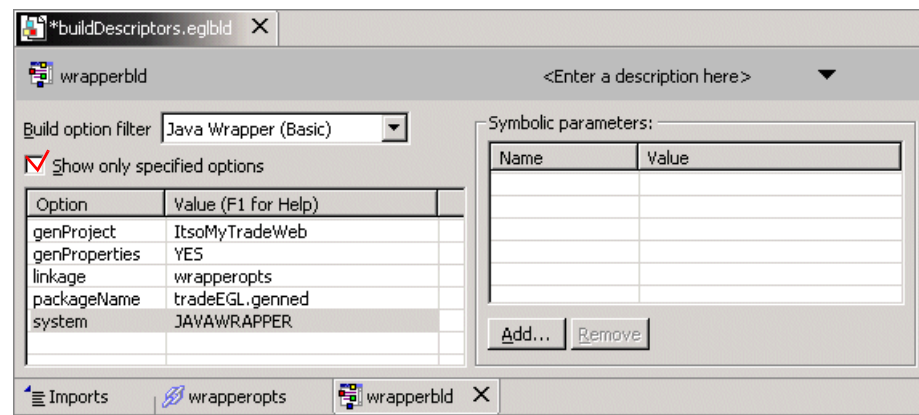 *buildDescriptors.eglbld
wrapperbld
<Enter a description here>
Build option filter Java Wrapper (Basic)
Show only specified options
Option Value (F1 for Help)
genProject ItsoMyTradeWeb
genProperties YES
linkage wrapperopts
packageName tradeEGL.genned
system JAVAWRAPPER
Symbolic parameters:
Name Value
Add... Remove
Imports wrapperopts wrapperbld